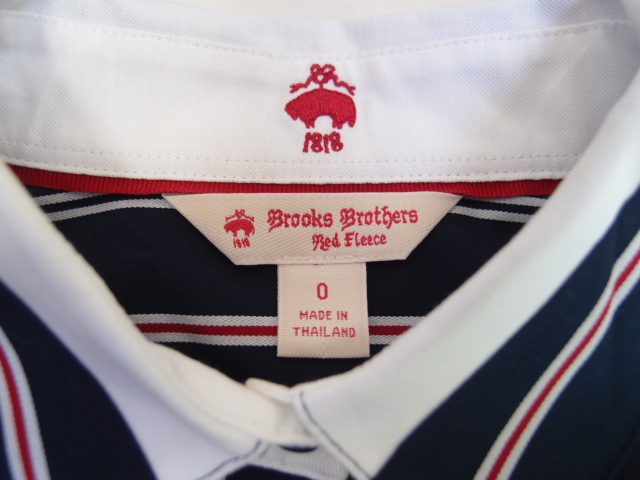 1818
Brooks Brothers
Red Fleece
1818
0
MADE IN
THAILAND